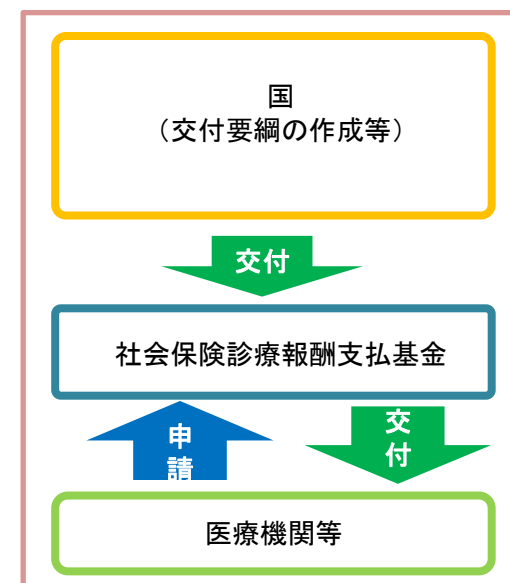 国
（交付要綱の作成等）
交付
社会保険診療報酬支払基金
申
請
交
付
医療機関等